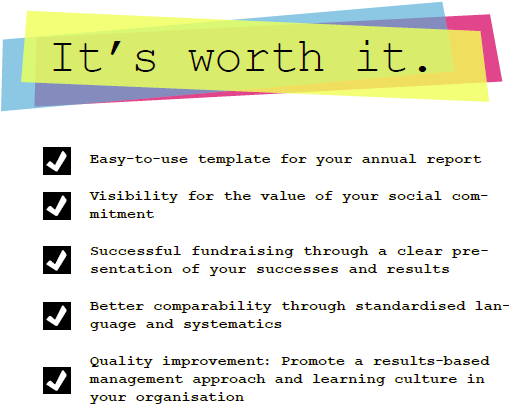 It's worth it.
Easy-to-use template for your annual report
Visibility for the value of your social com-
mitment
Successful fundraising through a clear pre-
sentation of your successes and results
Better comparability through standardised lan-
guage and systematics
Quality improvement: Promote a results-based
management approach and learning culture in
your organisation